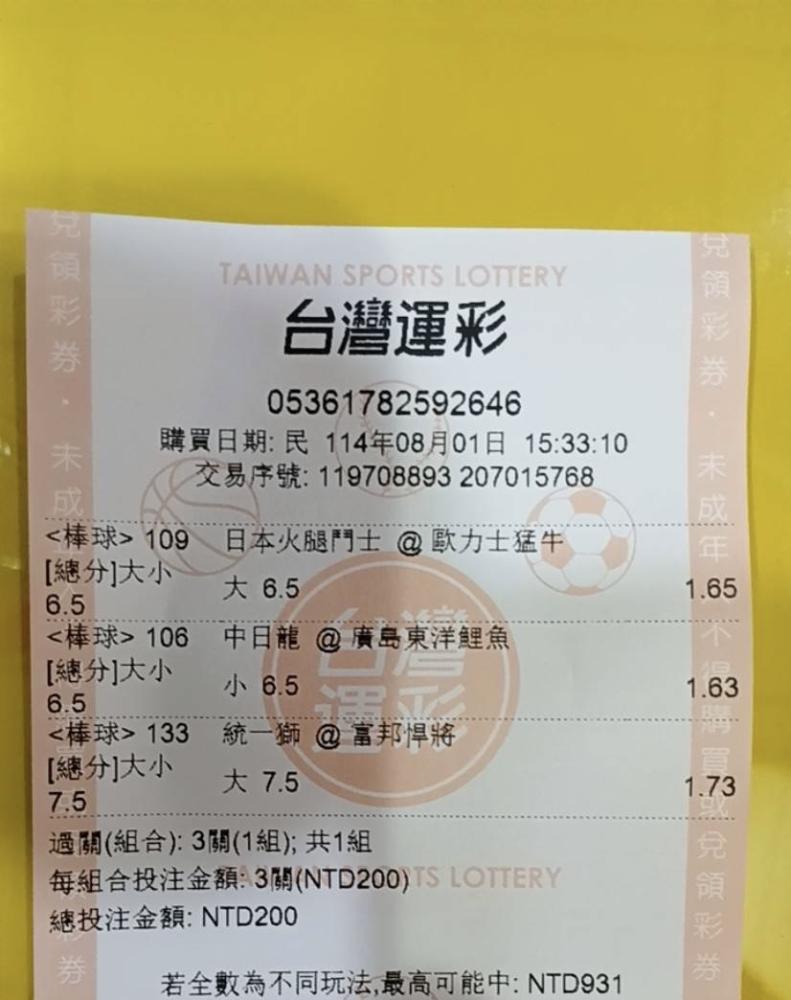 TAIWAN SPORTS LOTTERY
台灣運彩
05361782592646
購買日期: 民 114年08月01日 15:33:10
交易序號: 119708893 207015768
<棒球> 109 日本火腿鬥士 @ 歐力士猛牛
[總分]大小
6.5 大 6.5 1.65
<棒球> 106 中日龍 @ 廣島東洋鯉魚
[總分]大小
6.5 小 6.5 1.63
<棒球> 133 統一獅 @ 富邦悍將
[總分]大小
7.5 大 7.5 1.73
過關(組合): 3關(1組); 共1組
每組合投注金額: 3關(NTD200)
總投注金額: NTD200
TAIWAN SPORTS LOTTERY
若全數為不同玩法,最高可能中: NTD931
台灣運彩
兌領彩券・未成年
兌領彩券・未成年不得購買或兌領彩券